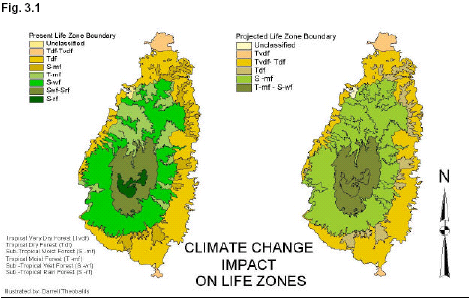 Fig. 3.1
Present Life Zone Boundary
Unclassified
Tdf-Tvdf
Tdf
S-mf
T-mf
S-wf
Swf-Srf
S-rf
Projected Life Zone Boundary
Unclassified
Tvdf
Tvdf- Tdf
Tdf
S -mf
T-mf - S-wf
N
Tropical Very Dry Forest (Tvdf)
Tropical Dry Forest (Tdf)
Sub-Tropical Moist Forest (S -mf)
Tropical Moist Forest (T -mf)
Sub -Tropical Wet Forest (S -wf)
Sub -Tropical Rain Forest (S -rf)
CLIMATE CHANGE
IMPACT
ON LIFE ZONES
Illustrated by: Darrell Theobalds